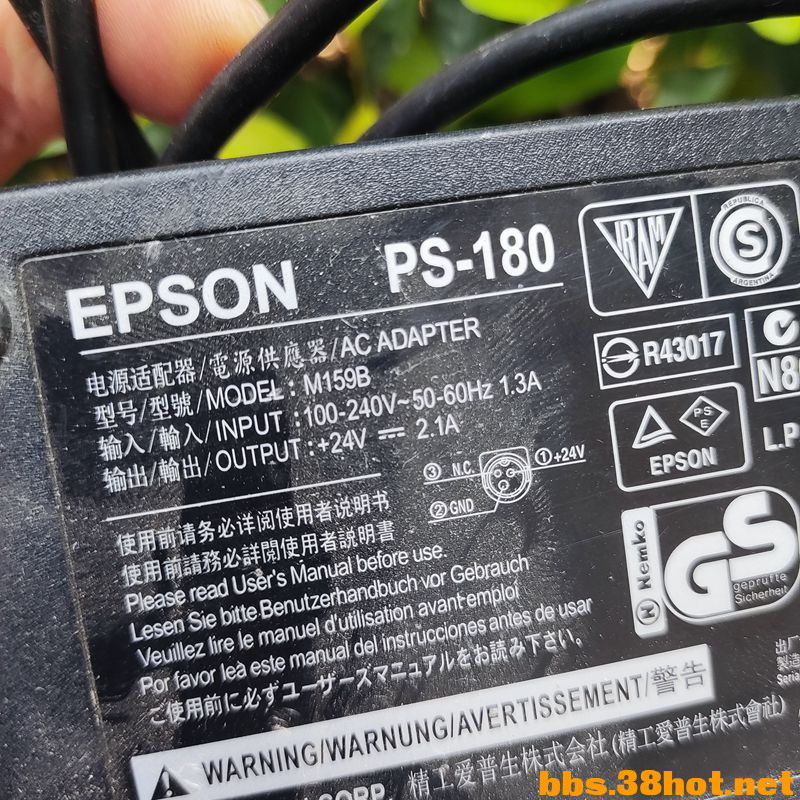 EPSON PS-180
电源适配器/電源供應器/AC ADAPTER
型号/型號/MODEL: M159B
输入/輸入/INPUT :100-240V~50-60Hz 1.3A
输出/輸出/OUTPUT:+24V ⎓ 2.1A
③ N.C. ①+24V
②GND
使用前请务必详阅使用者说明书
使用前請務必詳閱使用者說明書
Please read User's Manual before use.
Lesen Sie bitte Benutzerhandbuch vor Gebrauch
Veuillez lire le manuel d'utilisation avant emploi
Por favor lea este manual del instrucciones antes de usar
ご使用前に必ずユーザーズマニュアルをお読み下さい。
WARNING/WARNUNG/AVERTISSEMENT/警告
CORP. 精工爱普生株式会社(精工愛普生株式會社)
IRAM
REPUBLICA
S
ARGENTINA
R43017
N8
PS
E
EPSON
L.P
N Nemko
GS
geprüfte
Sicherheit
出厂
製造
Seria
bbs.38hot.net